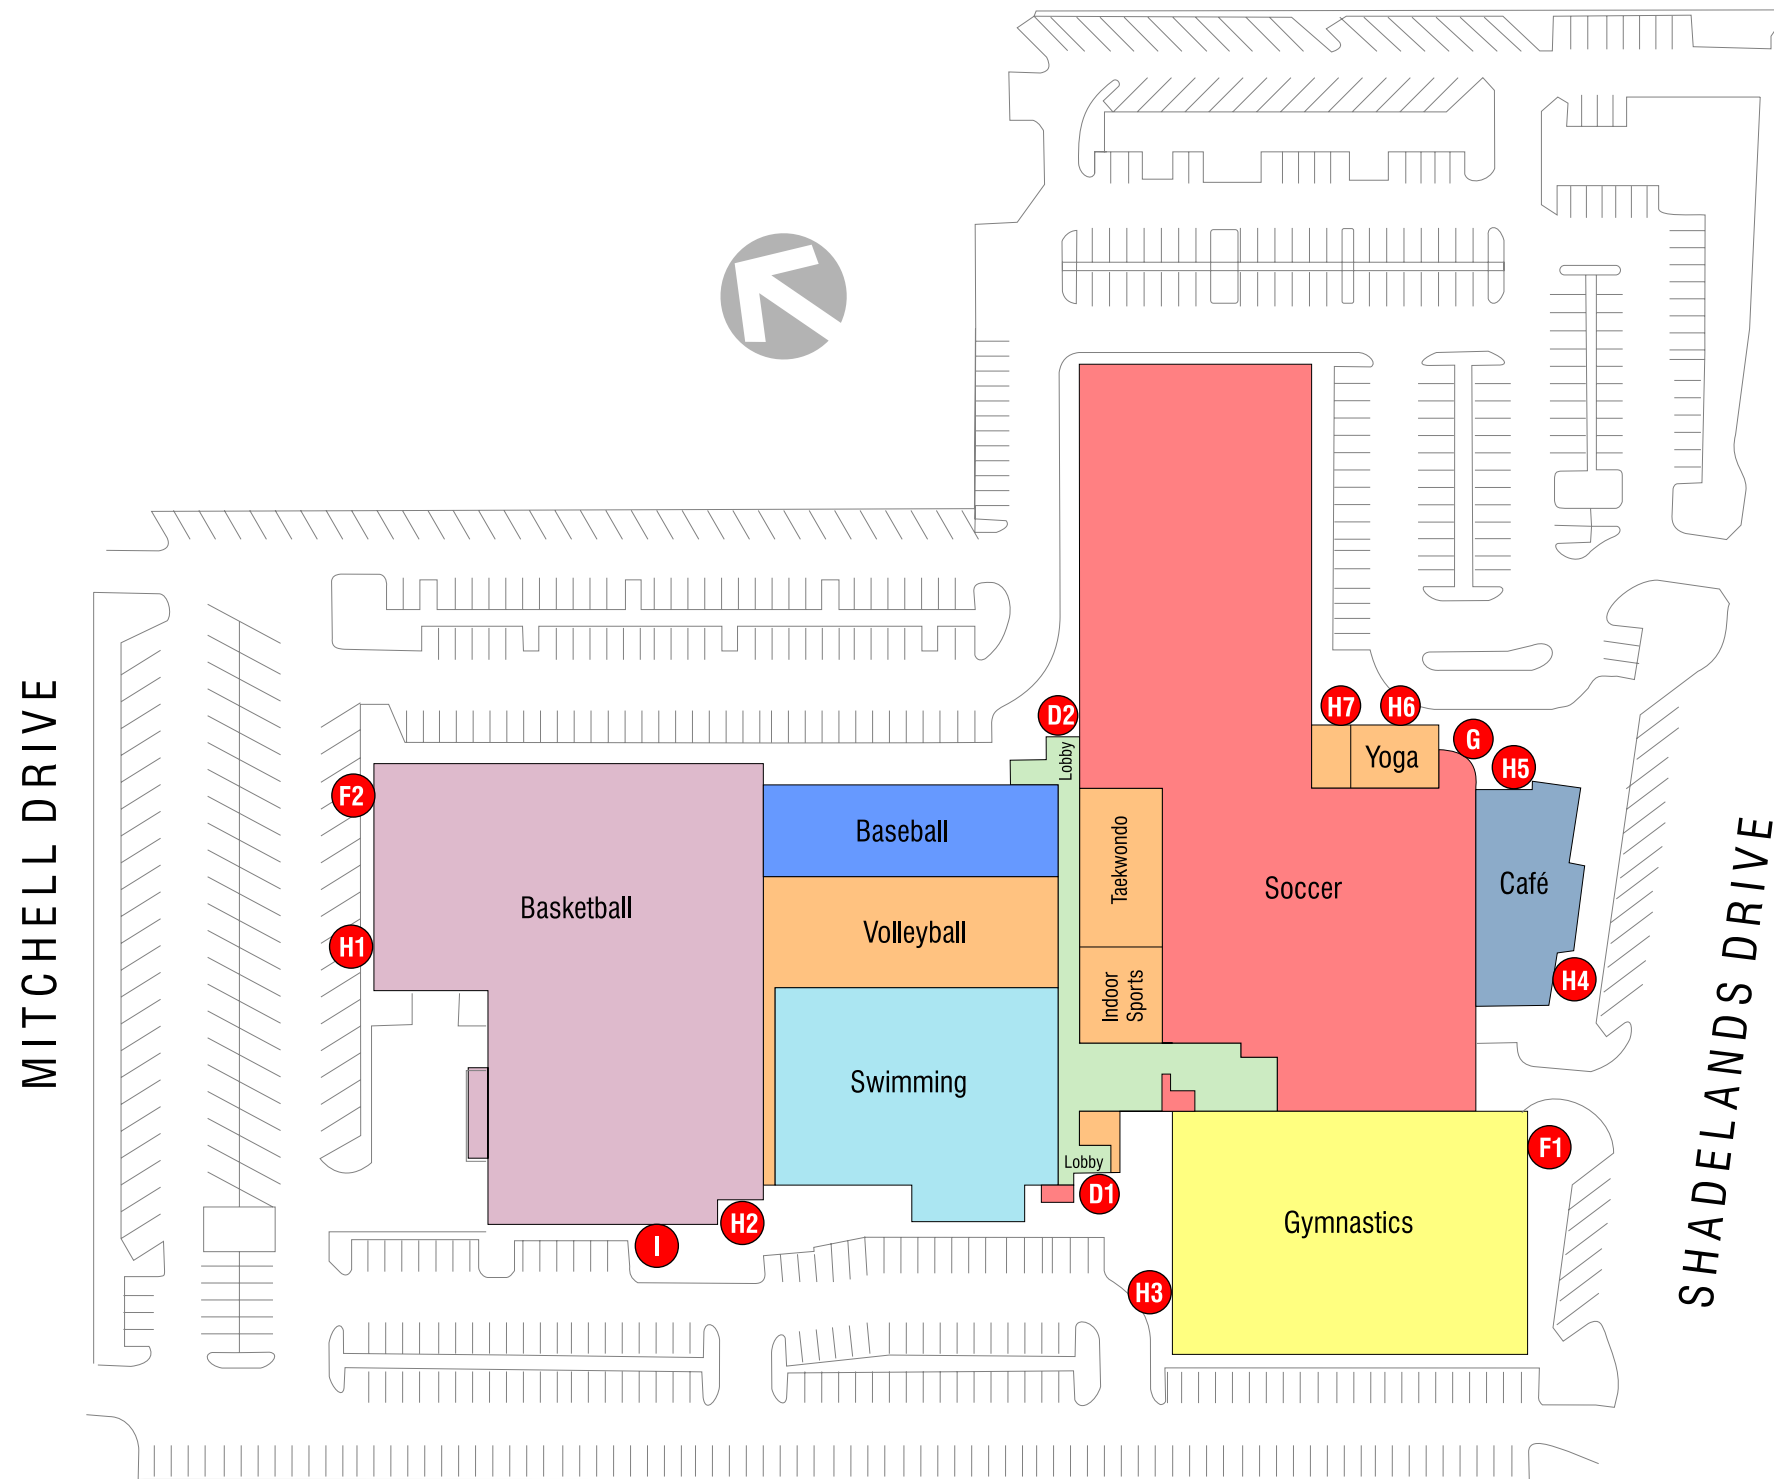 D2
H7
H6
G
H5
Lobby
Yoga
F2
Baseball
Taekwondo
Soccer
Café
Basketball
Volleyball
H1
Indoor
Sports
H4
Swimming
MITCHELL DRIVE
SHADELANDS DRIVE
Lobby
F1
D1
H2
I
Gymnastics
H3